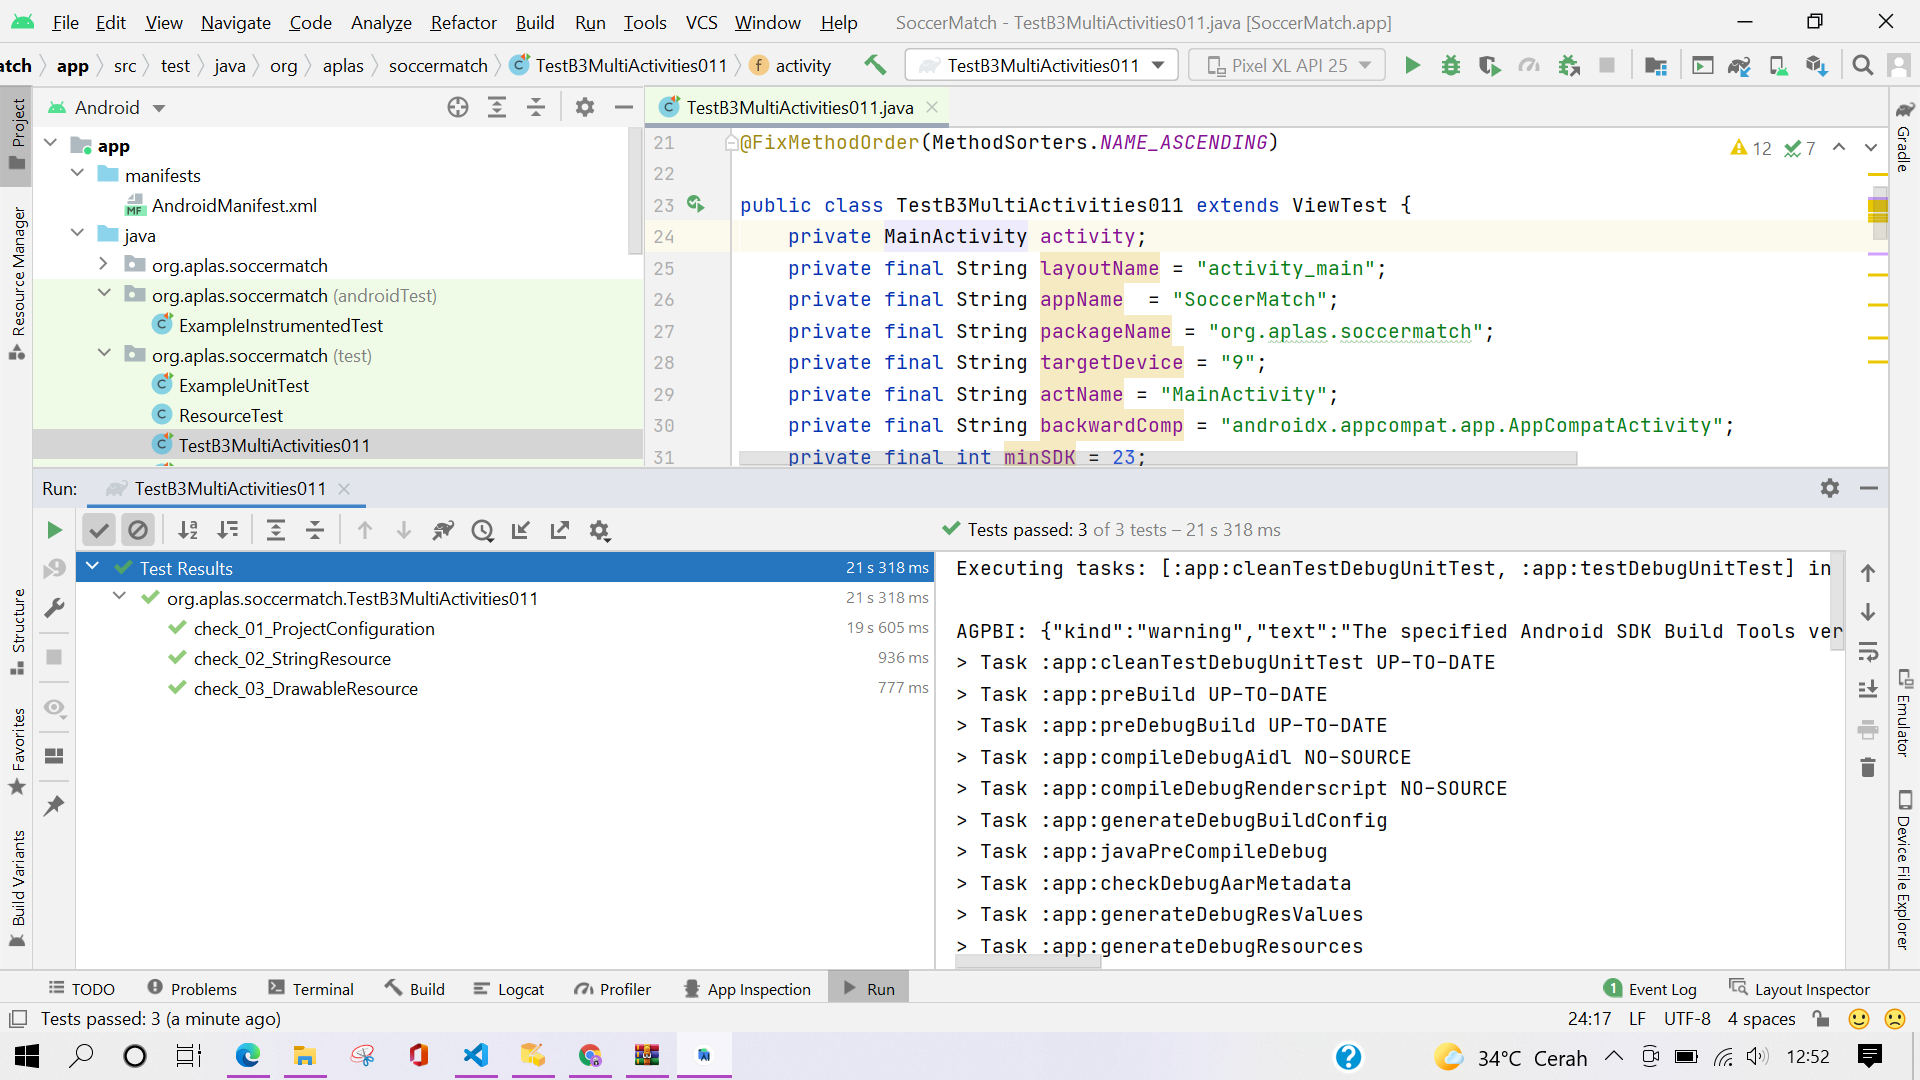 File Edit View Navigate Code Analyze Refactor Build Run Tools VCS Window Help SoccerMatch - TestB3MultiActivities011.java [SoccerMatch.app]
atch app src test java org aplas soccermatch TestB3MultiActivities011 activity TestB3MultiActivities011 Pixel XL API 25
Project
Resource Manager
Structure
Favorites
Build Variants
Android
app
manifests
AndroidManifest.xml
java
org.aplas.soccermatch
org.aplas.soccermatch (androidTest)
ExampleInstrumentedTest
org.aplas.soccermatch (test)
ExampleUnitTest
ResourceTest
TestB3MultiActivities011
TestB3MultiActivities011.java
12 7
21 @FixMethodOrder(MethodSorters.NAME_ASCENDING)
22
23 public class TestB3MultiActivities011 extends ViewTest {
24 private MainActivity activity;
25 private final String layoutName = "activity_main";
26 private final String appName  = "SoccerMatch";
27 private final String packageName = "org.aplas.soccermatch";
28 private final String targetDevice = "9";
29 private final String actName = "MainActivity";
30 private final String backwardComp = "androidx.appcompat.app.AppCompatActivity";
31 private final int minSDK = 23;
Gradle
Emulator
Device File Explorer
Run: TestB3MultiActivities011
Tests passed: 3 of 3 tests – 21 s 318 ms
Test Results 21 s 318 ms
org.aplas.soccermatch.TestB3MultiActivities011 21 s 318 ms
check_01_ProjectConfiguration 19 s 605 ms
check_02_StringResource 936 ms
check_03_DrawableResource 777 ms
Executing tasks: [:app:cleanTestDebugUnitTest, :app:testDebugUnitTest] in
AGPBI: {"kind":"warning","text":"The specified Android SDK Build Tools ver
> Task :app:cleanTestDebugUnitTest UP-TO-DATE
> Task :app:preBuild UP-TO-DATE
> Task :app:preDebugBuild UP-TO-DATE
> Task :app:compileDebugAidl NO-SOURCE
> Task :app:compileDebugRenderscript NO-SOURCE
> Task :app:generateDebugBuildConfig
> Task :app:javaPreCompileDebug
> Task :app:checkDebugAarMetadata
> Task :app:generateDebugResValues
> Task :app:generateDebugResources
TODO Problems Terminal Build Logcat Profiler App Inspection Run 1 Event Log Layout Inspector
Tests passed: 3 (a minute ago) 24:17 LF UTF-8 4 spaces
34°C Cerah 12:52